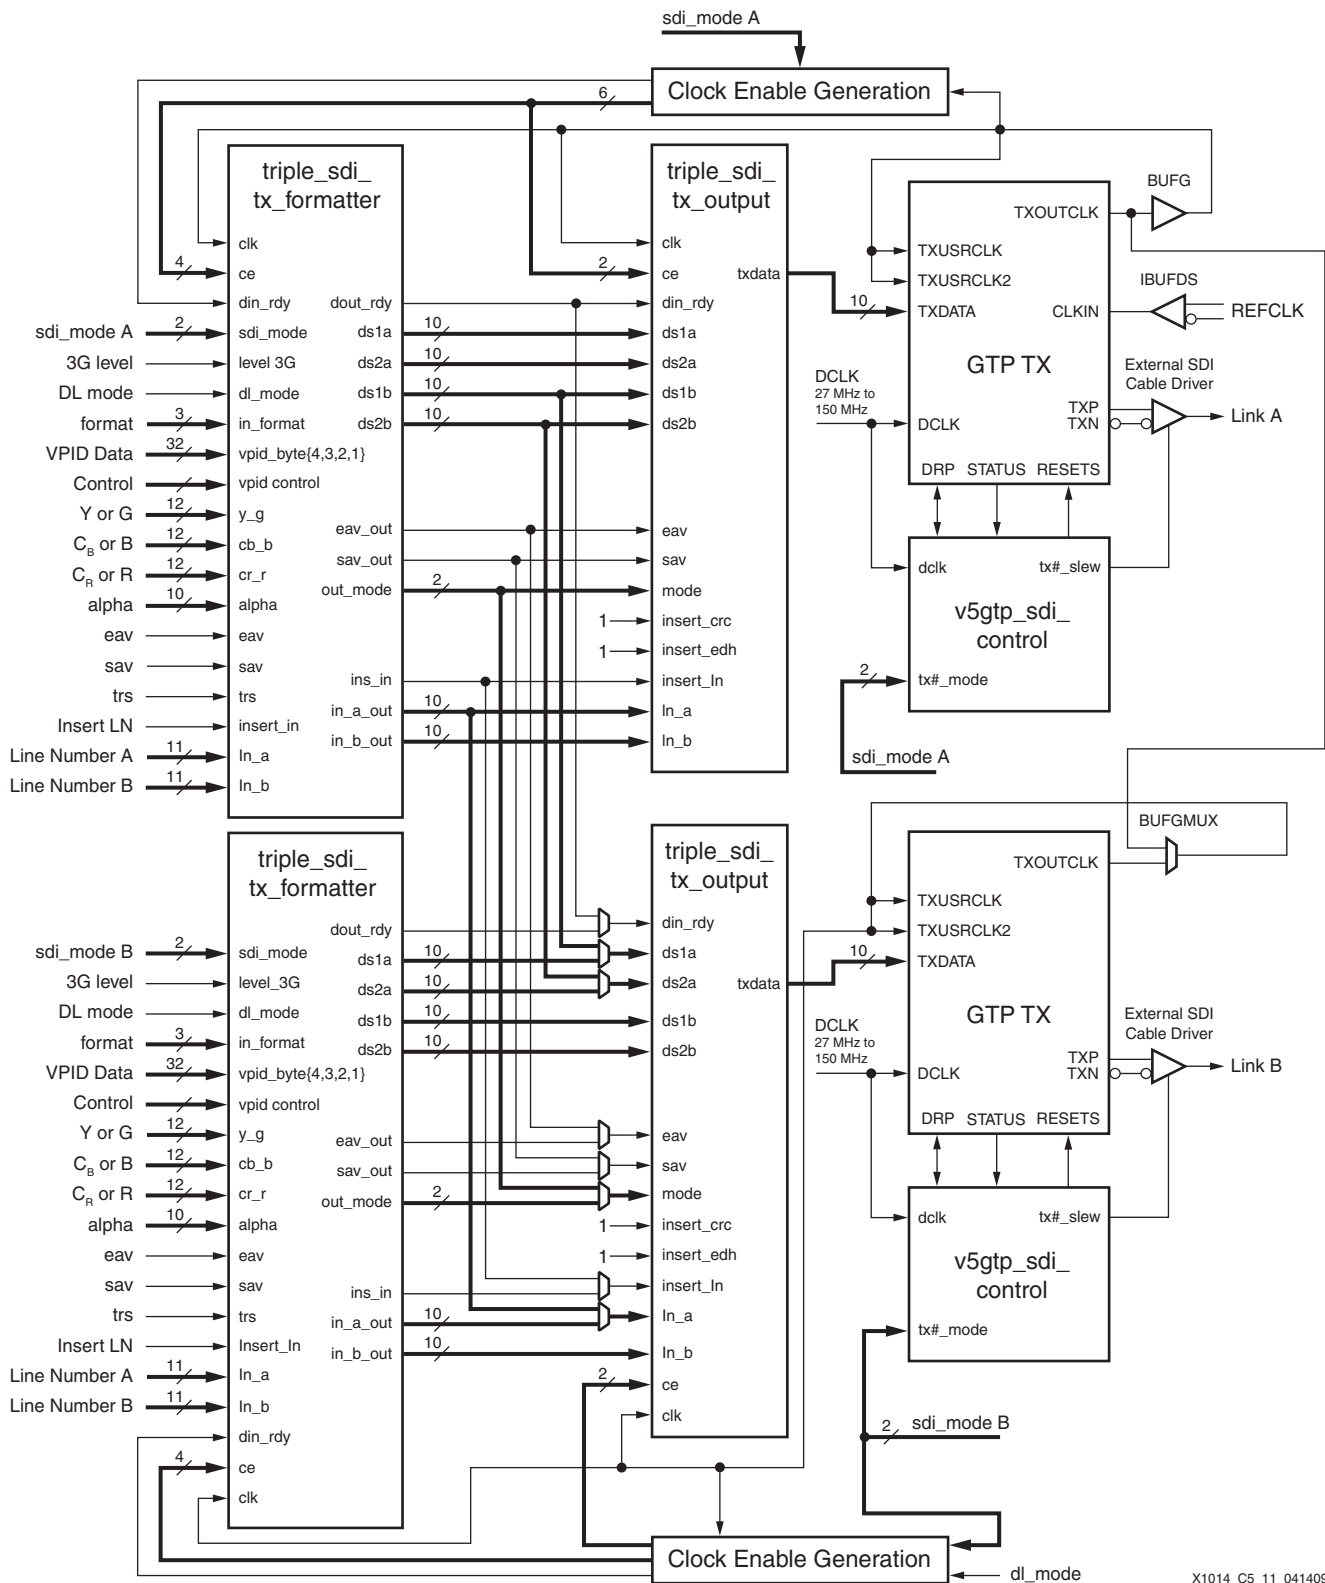 sdi_mode A
Clock Enable Generation
6
triple_sdi_
tx_formatter
clk
4
ce
din_rdy
dout_rdy
sdi_mode A
2
sdi_mode
ds1a
10
3G level
level 3G
ds2a
10
DL mode
dl_mode
ds1b
10
format
3
in_format
ds2b
10
VPID Data
32
vpid_byte{4,3,2,1}
Control
vpid control
Y or G
12
y_g
eav_out
CB or B
12
cb_b
sav_out
CR or R
12
cr_r
out_mode
2
alpha
10
alpha
eav
eav
sav
sav
ins_in
trs
trs
in_a_out
10
Insert LN
insert_in
in_b_out
10
Line Number A
11
In_a
Line Number B
11
In_b
triple_sdi_
tx_output
clk
2
ce
txdata
din_rdy
ds1a
ds2a
ds1b
ds2b
eav
sav
mode
1
insert_crc
1
insert_edh
insert_In
In_a
In_b
10
TXOUTCLK
BUFG
TXUSRCLK
TXUSRCLK2
IBUFDS
TXDATA
CLKIN
REFCLK
GTP TX
DCLK
27 MHz to
150 MHz
External SDI
Cable Driver
TXP
TXN
Link A
DCLK
DRP
STATUS
RESETS
dclk
tx#_slew
v5gtp_sdi_
control
2
tx#_mode
sdi_mode A
triple_sdi_
tx_formatter
dout_rdy
sdi_mode B
2
sdi_mode
ds1a
10
3G level
level_3G
ds2a
10
DL mode
dl_mode
ds1b
10
format
3
in_format
ds2b
10
VPID Data
32
vpid_byte{4,3,2,1}
Control
vpid control
Y or G
12
y_g
eav_out
CB or B
12
cb_b
sav_out
CR or R
12
cr_r
out_mode
2
alpha
10
alpha
eav
eav
sav
sav
ins_in
trs
trs
in_a_out
10
Insert LN
Insert_In
in_b_out
10
Line Number A
11
In_a
Line Number B
11
In_b
din_rdy
4
ce
clk
triple_sdi_
tx_output
din_rdy
ds1a
ds2a
txdata
ds1b
ds2b
eav
sav
mode
1
insert_crc
1
insert_edh
insert_In
In_a
In_b
2
ce
clk
10
BUFGMUX
TXOUTCLK
TXUSRCLK
TXUSRCLK2
TXDATA
GTP TX
DCLK
27 MHz to
150 MHz
External SDI
Cable Driver
TXP
TXN
Link B
DCLK
DRP
STATUS
RESETS
dclk
tx#_slew
v5gtp_sdi_
control
tx#_mode
2
sdi_mode B
Clock Enable Generation
dl_mode
X1014_C5_11_041409